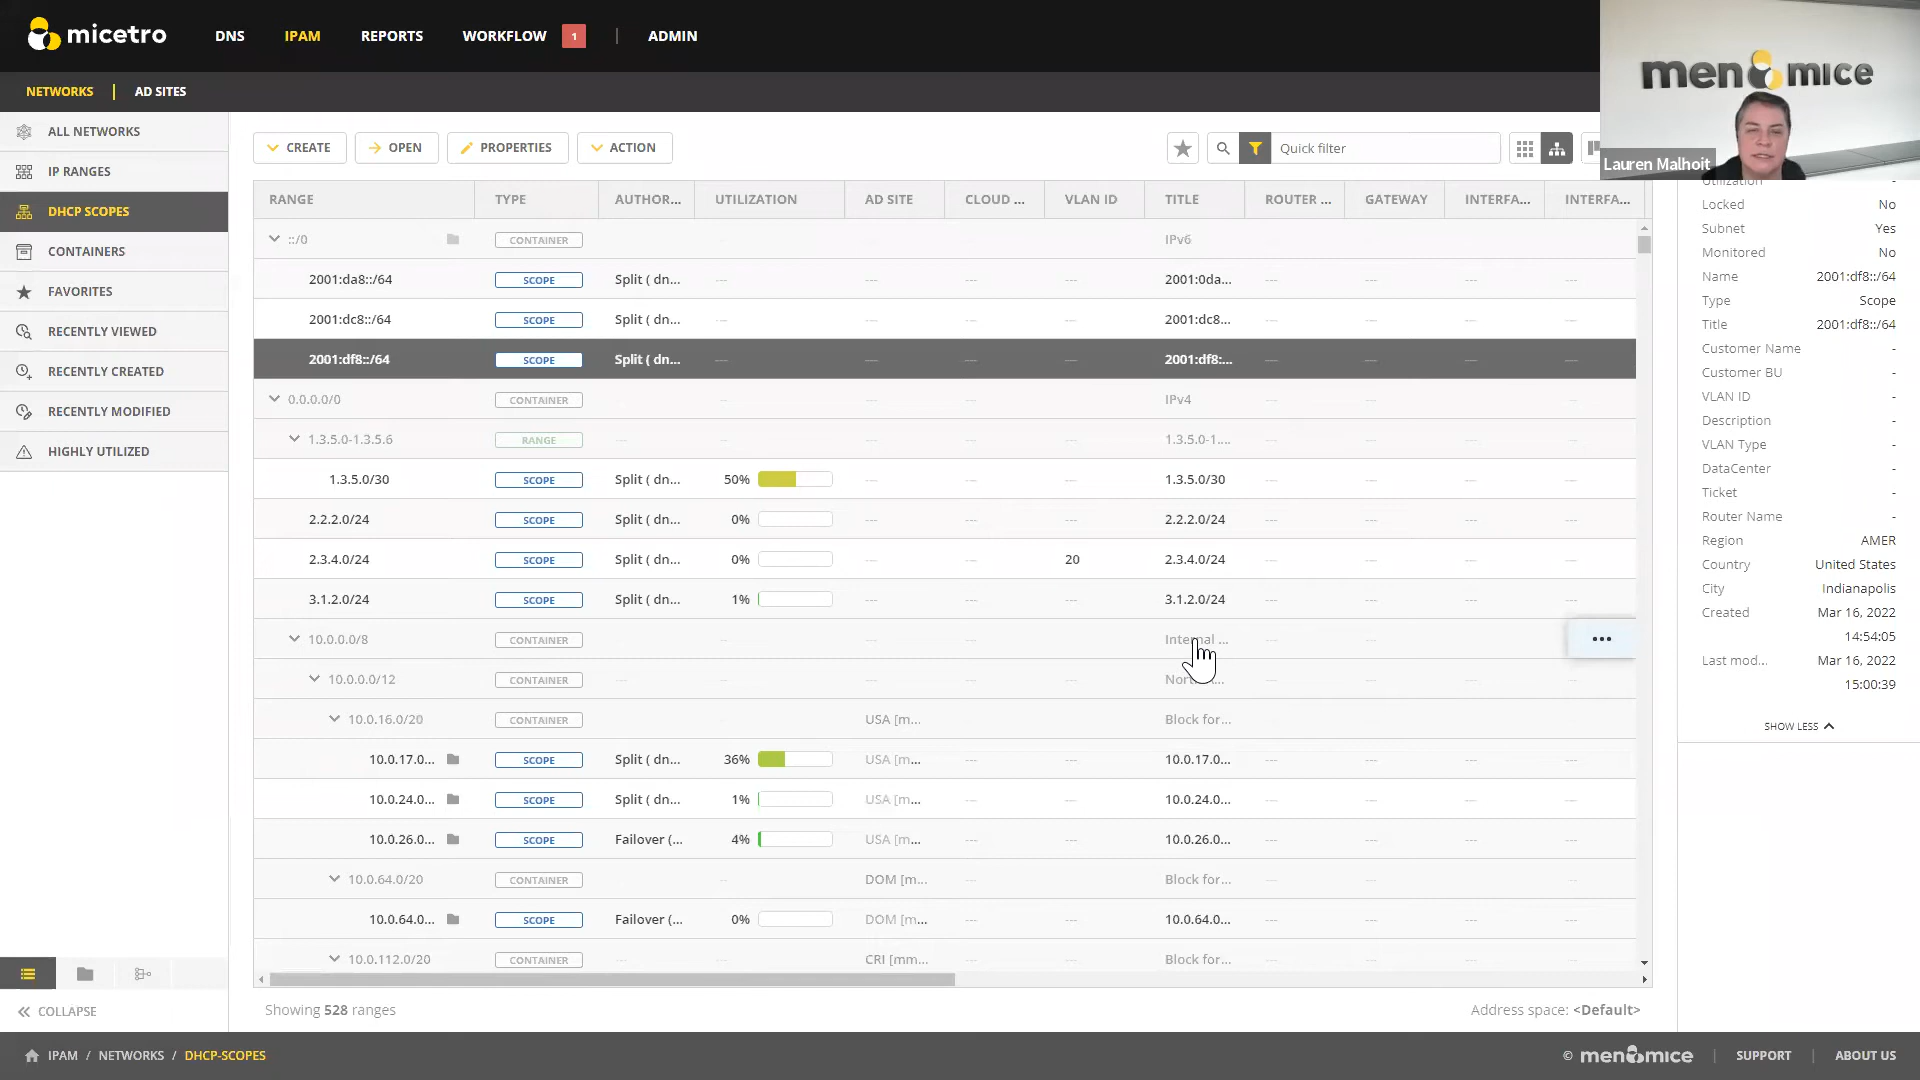 micetro DNS IPAM REPORTS WORKFLOW 1 | ADMIN
men&mice
Lauren Malhoit
NETWORKS | AD SITES
ALL NETWORKS
IP RANGES
DHCP SCOPES
CONTAINERS
FAVORITES
RECENTLY VIEWED
RECENTLY CREATED
RECENTLY MODIFIED
HIGHLY UTILIZED
COLLAPSE
CREATE OPEN PROPERTIES ACTION Quick filter
RANGE TYPE AUTHOR... UTILIZATION AD SITE CLOUD ... VLAN ID TITLE ROUTER ... GATEWAY INTERFA... INTERFA...
::/0 CONTAINER IPv6
2001:da8::/64 SCOPE Split ( dn... --- --- --- --- 2001:0da... --- --- --- ---
2001:dc8::/64 SCOPE Split ( dn... --- --- --- --- 2001:dc8... --- --- --- ---
2001:df8::/64 SCOPE Split ( dn... --- --- --- --- 2001:df8:... --- --- --- ---
0.0.0.0/0 CONTAINER --- --- --- IPv4 --- --- --- ---
1.3.5.0-1.3.5.6 RANGE --- --- --- --- --- 1.3.5.0-1.... --- --- --- ---
1.3.5.0/30 SCOPE Split ( dn... 50% --- --- --- 1.3.5.0/30 --- --- --- ---
2.2.2.0/24 SCOPE Split ( dn... 0% --- --- --- 2.2.2.0/24 --- --- --- ---
2.3.4.0/24 SCOPE Split ( dn... 0% --- --- 20 2.3.4.0/24 --- --- --- ---
3.1.2.0/24 SCOPE Split ( dn... 1% --- --- --- 3.1.2.0/24 --- --- --- ---
10.0.0.0/8 CONTAINER --- --- --- --- --- Internal ... --- --- --- •••
10.0.0.0/12 CONTAINER --- --- --- --- --- --- --- --- ---
10.0.16.0/20 CONTAINER USA [m... --- --- Block for... --- --- --- ---
10.0.17.0... SCOPE Split ( dn... 36% USA [m... --- --- 10.0.17.0... --- --- --- ---
10.0.24.0... SCOPE Split ( dn... 1% USA [m... --- --- 10.0.24.0... --- --- --- ---
10.0.26.0... SCOPE Failover (... 4% USA [m... --- --- 10.0.26.0... --- --- --- ---
10.0.64.0/20 CONTAINER DOM [m... --- --- Block for... --- --- --- ---
10.0.64.0... SCOPE Failover (... 0% DOM [m... --- --- 10.0.64.0... --- --- --- ---
10.0.112.0/20 CONTAINER CRI [mm... --- --- Block for... --- --- --- ---
Showing 528 ranges Address space: <Default>
Utilization -
Locked No
Subnet Yes
Monitored No
Name 2001:df8::/64
Type Scope
Title 2001:df8::/64
Customer Name -
Customer BU -
VLAN ID -
Description -
VLAN Type -
DataCenter -
Ticket -
Router Name -
Region AMER
Country United States
City Indianapolis
Created Mar 16, 2022
14:54:05
Last mod... Mar 16, 2022
15:00:39
SHOW LESS
IPAM / NETWORKS / DHCP-SCOPES © men&mice | SUPPORT | ABOUT US